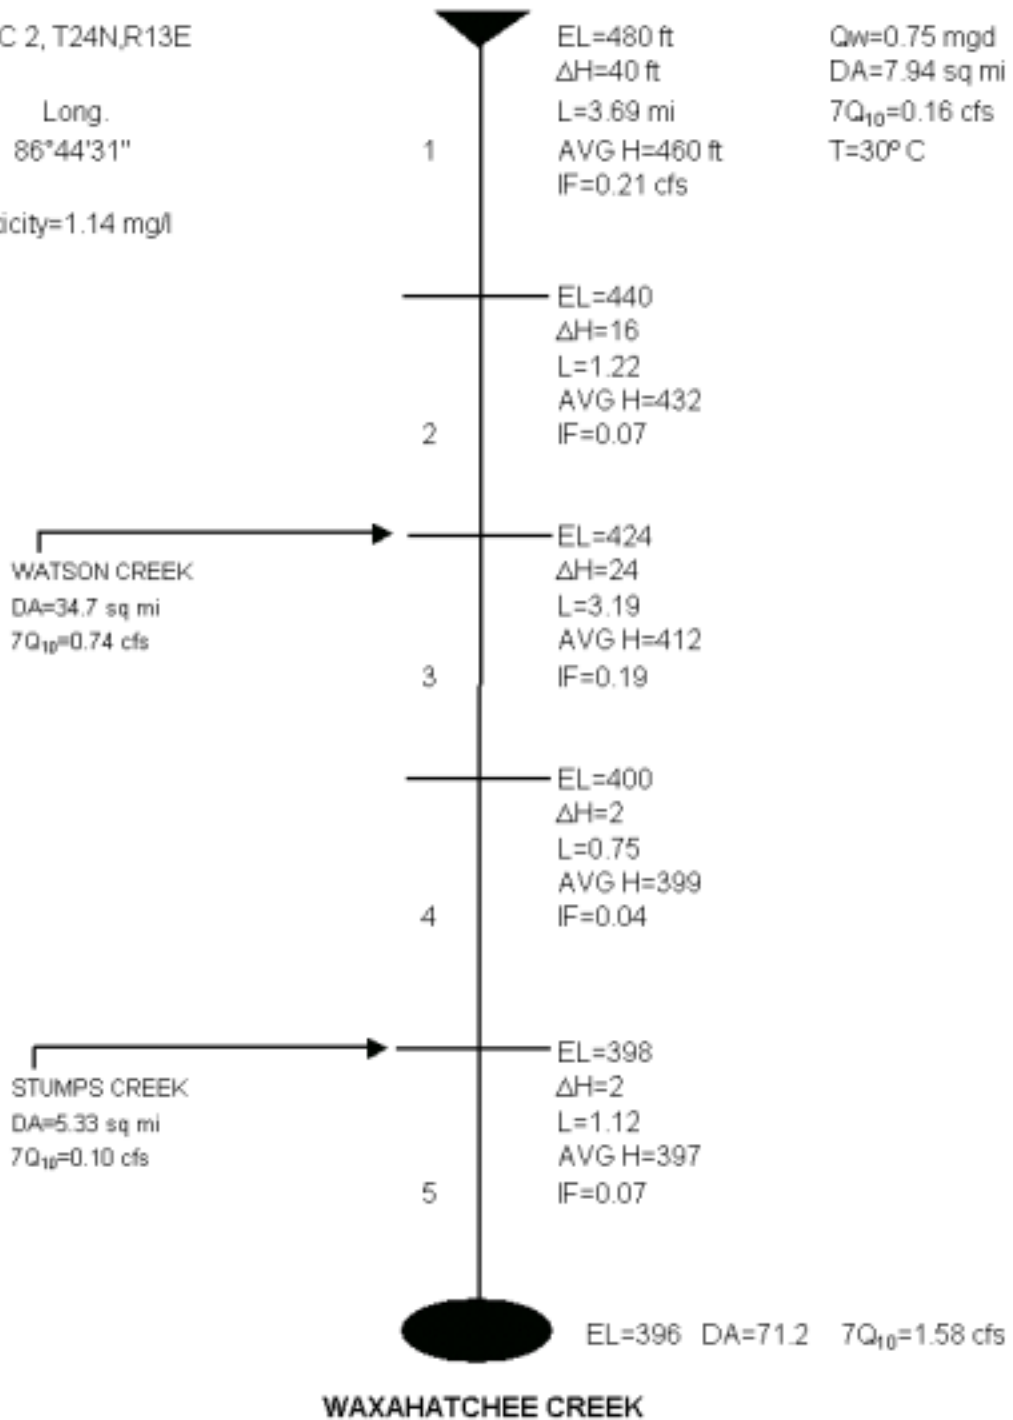 C 2, T24N,R13E
Long.
86°44'31"
icity=1.14 mg/l
EL=480 ft
ΔH=40 ft
L=3.69 mi
AVG H=460 ft
IF=0.21 cfs
Qw=0.75 mgd
DA=7.94 sq mi
7Q₁₀=0.16 cfs
T=30º C
1
EL=440
ΔH=16
L=1.22
AVG H=432
IF=0.07
2
WATSON CREEK
DA=34.7 sq mi
7Q₁₀=0.74 cfs
EL=424
ΔH=24
L=3.19
AVG H=412
IF=0.19
3
EL=400
ΔH=2
L=0.75
AVG H=399
IF=0.04
4
STUMPS CREEK
DA=5.33 sq mi
7Q₁₀=0.10 cfs
EL=398
ΔH=2
L=1.12
AVG H=397
IF=0.07
5
EL=396 DA=71.2 7Q₁₀=1.58 cfs
WAXAHATCHEE CREEK